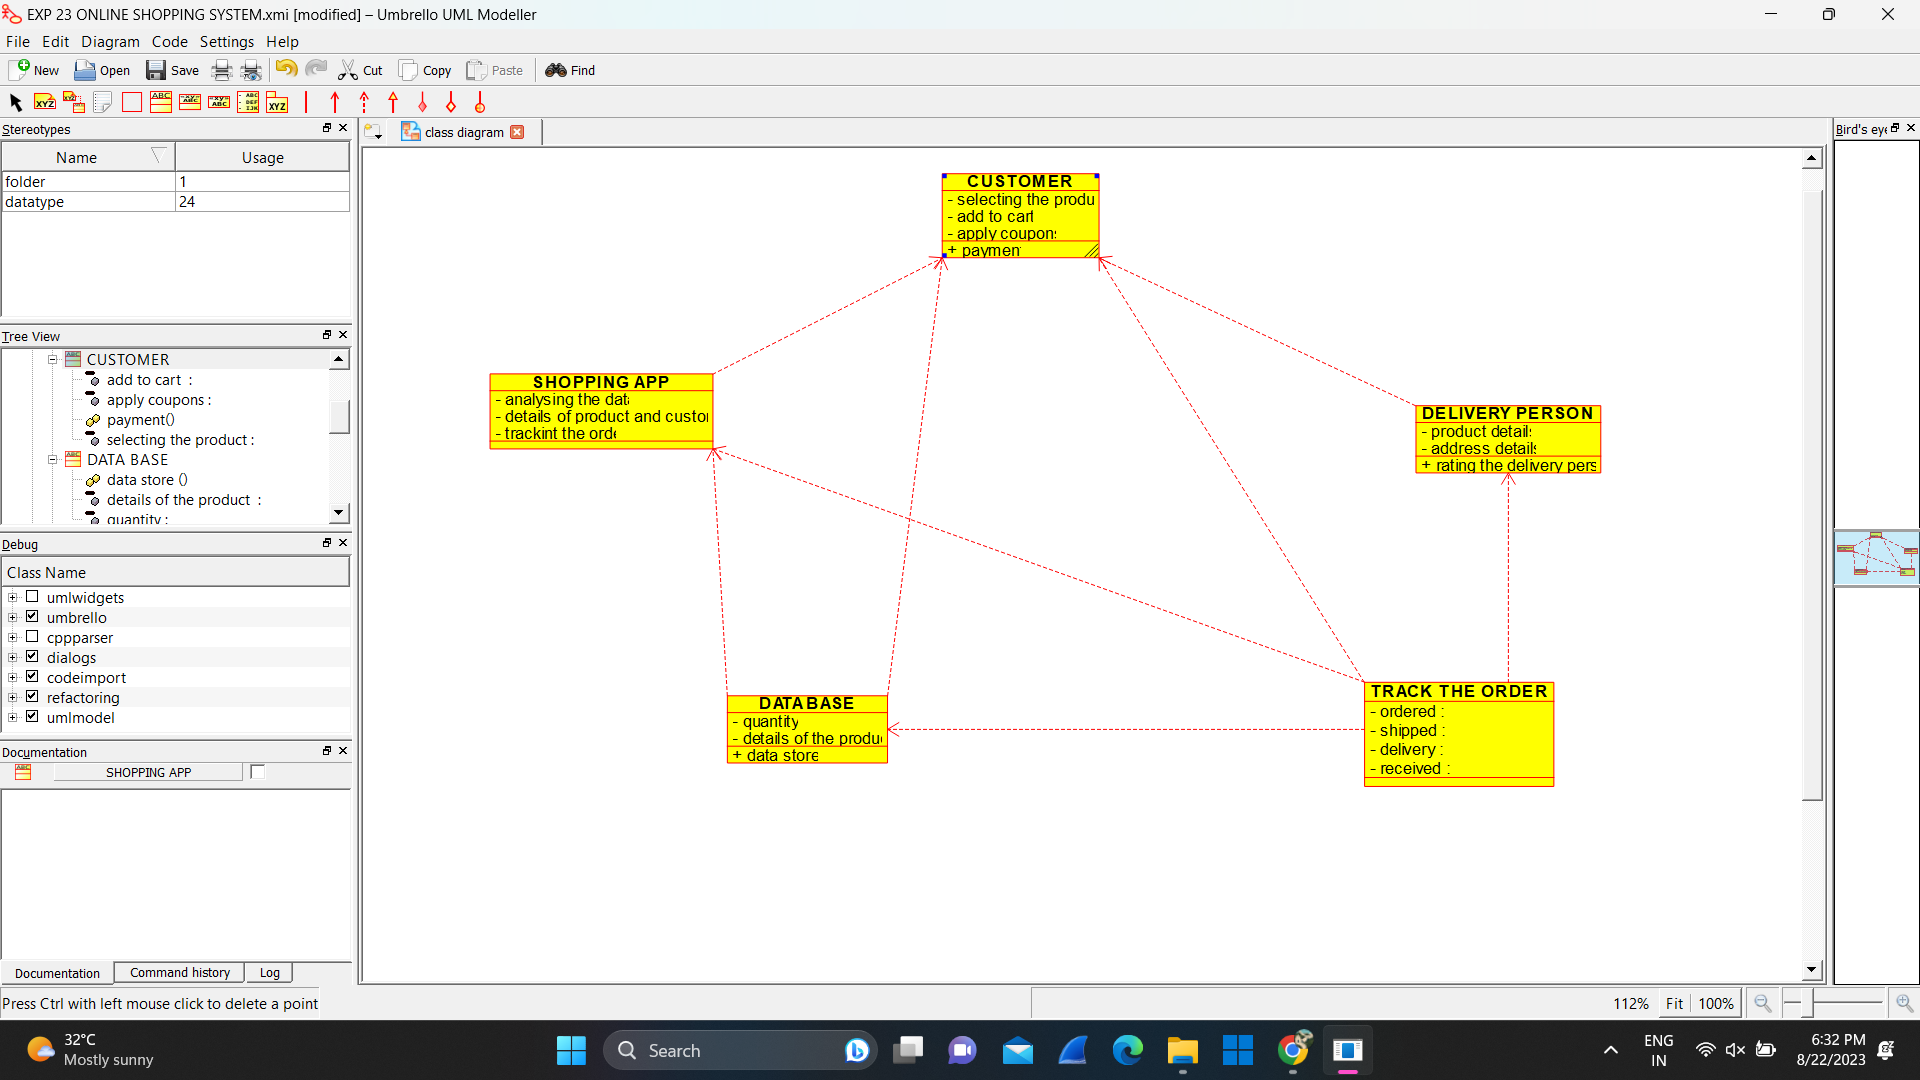 EXP 23 ONLINE SHOPPING SYSTEM.xmi [modified] – Umbrello UML Modeller
File Edit Diagram Code Settings Help
New Open Save Cut Copy Paste Find
Stereotypes
Name Usage
folder 1
datatype 24
Tree View
CUSTOMER
add to cart :
apply coupons :
payment()
selecting the product :
DATA BASE
data store ()
details of the product :
quantity :
Debug
Class Name
umlwidgets
umbrello
cppparser
dialogs
codeimport
refactoring
umlmodel
Documentation
SHOPPING APP
Documentation Command history Log
Press Ctrl with left mouse click to delete a point
class diagram
CUSTOMER
- selecting the produ
- add to cart
- apply coupons
+ paymen
SHOPPING APP
- analysing the data
- details of product and custor
- trackint the orde
DELIVERY PERSON
- product details
- address details
+ rating the delivery pers
DATA BASE
- quantity
- details of the produc
+ data store
TRACK THE ORDER
- ordered :
- shipped :
- delivery :
- received :
Bird's eye
112% Fit 100%
32°C
Mostly sunny
Search
ENG
IN
6:32 PM
8/22/2023